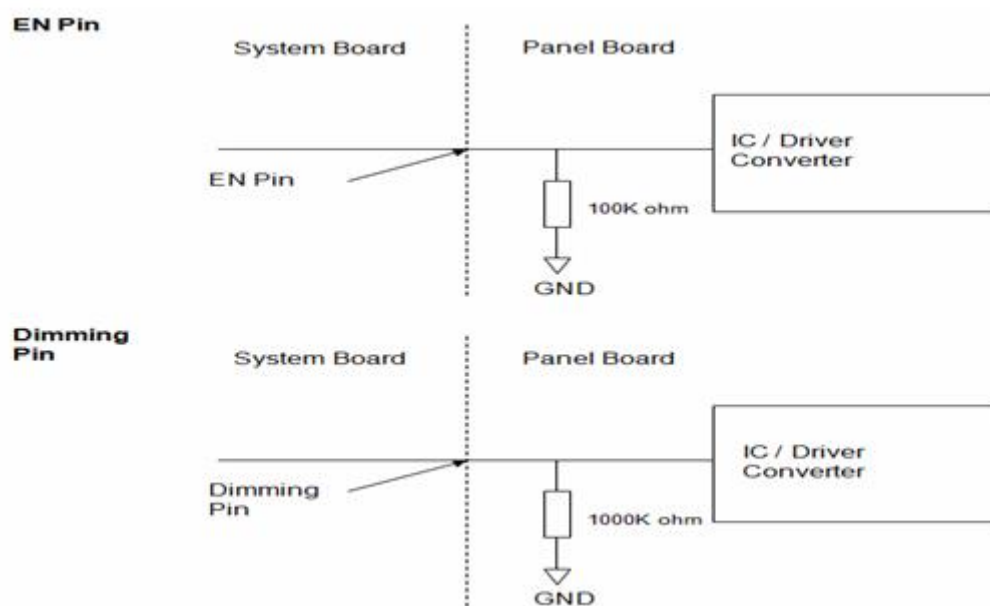 EN Pin
System Board
Panel Board
IC / Driver
Converter
EN Pin
100K ohm
GND
Dimming
Pin
System Board
Panel Board
IC / Driver
Converter
Dimming
Pin
1000K ohm
GND